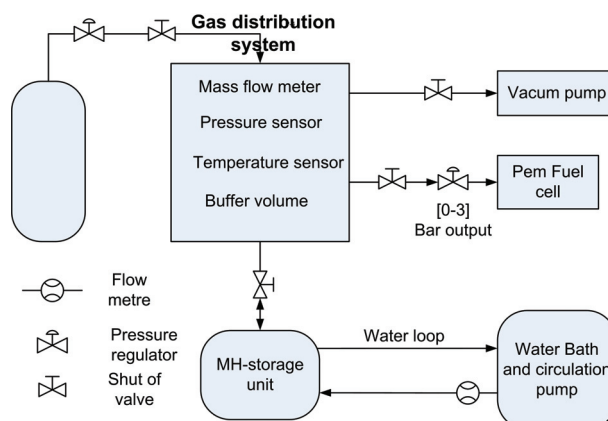 Gas distribution
system
Mass flow meter
Pressure sensor
Temperature sensor
Buffer volume
Vacum pump
Pem Fuel
cell
[0-3]
Bar output
Flow
metre
Pressure
regulator
Shut of
valve
MH-storage
unit
Water loop
Water Bath
and circulation
pump